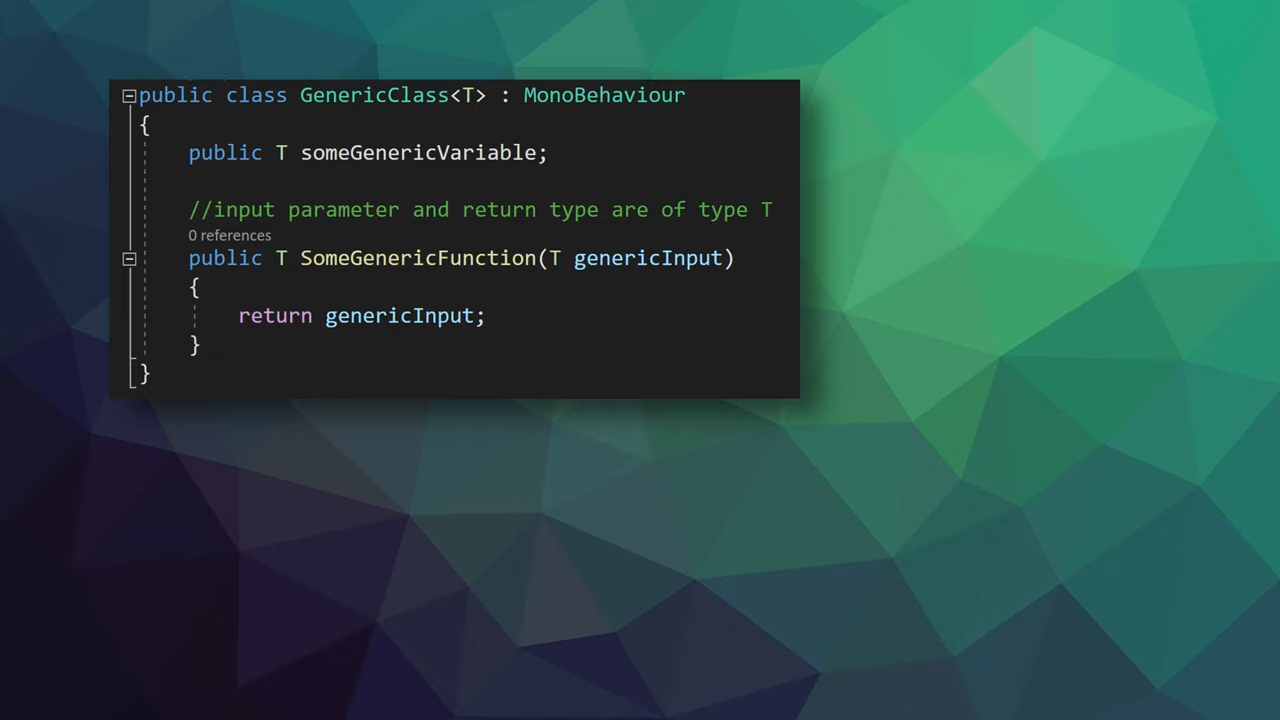 public class GenericClass<T> : MonoBehaviour
{
public T someGenericVariable;
//input parameter and return type are of type T
0 references
public T SomeGenericFunction(T genericInput)
{
return genericInput;
}
}